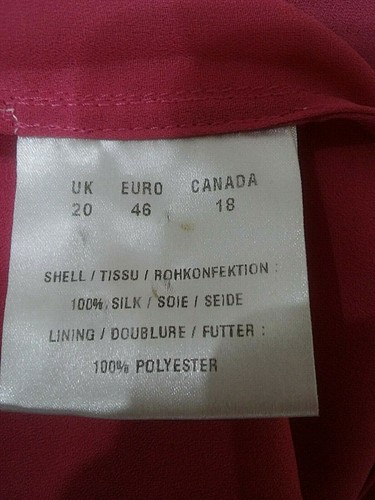 UK EURO CANADA
20 46 18
SHELL / TISSU / ROHKONFEKTION :
100% SILK / SOIE / SEIDE
LINING / DOUBLURE / FUTTER :
100% POLYESTER